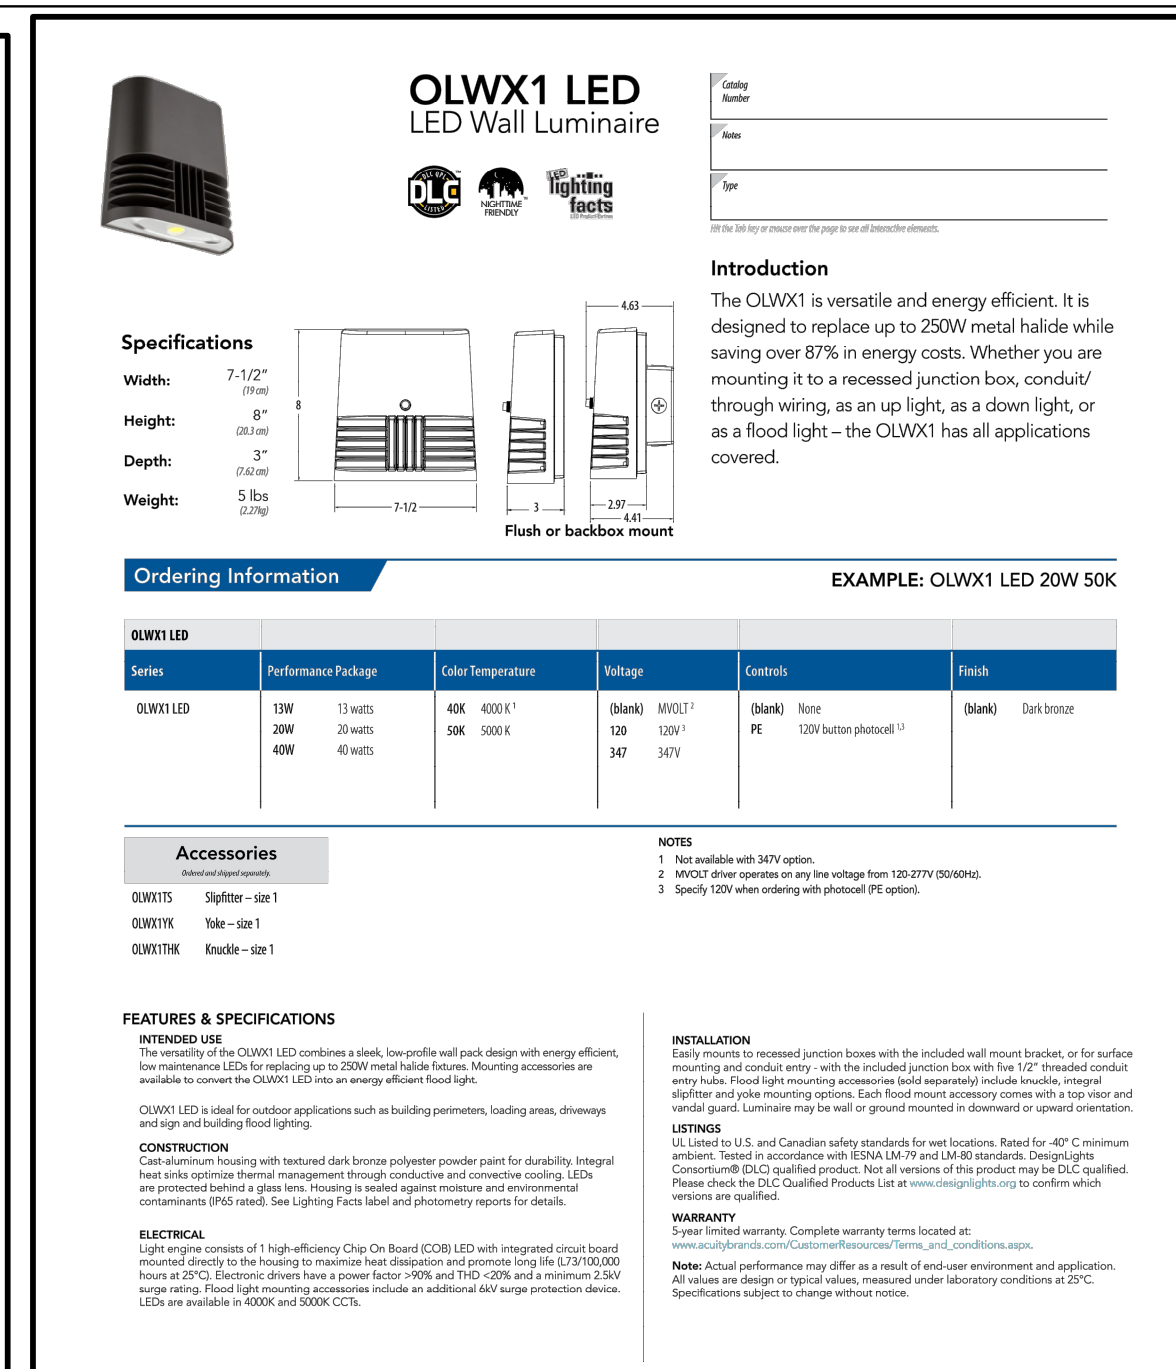 OLWX1 LED
LED Wall Luminaire
DLC QPL
DLC
LISTED
NIGHTTIME
FRIENDLY
LED
lighting
facts
LED Product Partner
Catalog
Number
Notes
Type
Hit the Tab key or mouse over the page to see all interactive elements.
Introduction
The OLWX1 is versatile and energy efficient. It is
designed to replace up to 250W metal halide while
saving over 87% in energy costs. Whether you are
mounting it to a recessed junction box, conduit/
through wiring, as an up light, as a down light, or
as a flood light – the OLWX1 has all applications
covered.
Specifications
Width: 7-1/2”
(19 cm)
Height: 8”
(20.3 cm)
Depth: 3”
(7.62 cm)
Weight: 5 lbs
(2.27kg)
8
7-1/2
3
4.63
2.97
4.41
Flush or backbox mount
Ordering Information
EXAMPLE: OLWX1 LED 20W 50K
OLWX1 LED
Series Performance Package Color Temperature Voltage Controls Finish
OLWX1 LED 13W 13 watts 40K 4000 K 1 (blank) MVOLT 2 (blank) None (blank) Dark bronze
20W 20 watts 50K 5000 K 120 120V 3 PE 120V button photocell 1,3
40W 40 watts 347 347V
Accessories
Ordered and shipped separately.
OLWX1TS Slipfitter – size 1
OLWX1YK Yoke – size 1
OLWX1THK Knuckle – size 1
NOTES
1 Not available with 347V option.
2 MVOLT driver operates on any line voltage from 120-277V (50/60Hz).
3 Specify 120V when ordering with photocell (PE option).
FEATURES & SPECIFICATIONS
INTENDED USE
The versatility of the OLWX1 LED combines a sleek, low-profile wall pack design with energy efficient,
low maintenance LEDs for replacing up to 250W metal halide fixtures. Mounting accessories are
available to convert the OLWX1 LED into an energy efficient flood light.
OLWX1 LED is ideal for outdoor applications such as building perimeters, loading areas, driveways
and sign and building flood lighting.
CONSTRUCTION
Cast-aluminum housing with textured dark bronze polyester powder paint for durability. Integral
heat sinks optimize thermal management through conductive and convective cooling. LEDs
are protected behind a glass lens. Housing is sealed against moisture and environmental
contaminants (IP65 rated). See Lighting Facts label and photometry reports for details.
ELECTRICAL
Light engine consists of 1 high-efficiency Chip On Board (COB) LED with integrated circuit board
mounted directly to the housing to maximize heat dissipation and promote long life (L73/100,000
hours at 25°C). Electronic drivers have a power factor >90% and THD <20% and a minimum 2.5kV
surge rating. Flood light mounting accessories include an additional 6kV surge protection device.
LEDs are available in 4000K and 5000K CCTs.
INSTALLATION
Easily mounts to recessed junction boxes with the included wall mount bracket, or for surface
mounting and conduit entry - with the included junction box with five 1/2” threaded conduit
entry hubs. Flood light mounting accessories (sold separately) include knuckle, integral
slipfitter and yoke mounting options. Each flood mount accessory comes with a top visor and
vandal guard. Luminaire may be wall or ground mounted in downward or upward orientation.
LISTINGS
UL Listed to U.S. and Canadian safety standards for wet locations. Rated for -40° C minimum
ambient. Tested in accordance with IESNA LM-79 and LM-80 standards. DesignLights
Consortium® (DLC) qualified product. Not all versions of this product may be DLC qualified.
Please check the DLC Qualified Products List at www.designlights.org to confirm which
versions are qualified.
WARRANTY
5-year limited warranty. Complete warranty terms located at:
www.acuitybrands.com/CustomerResources/Terms_and_conditions.aspx.
Note: Actual performance may differ as a result of end-user environment and application.
All values are design or typical values, measured under laboratory conditions at 25°C.
Specifications subject to change without notice.